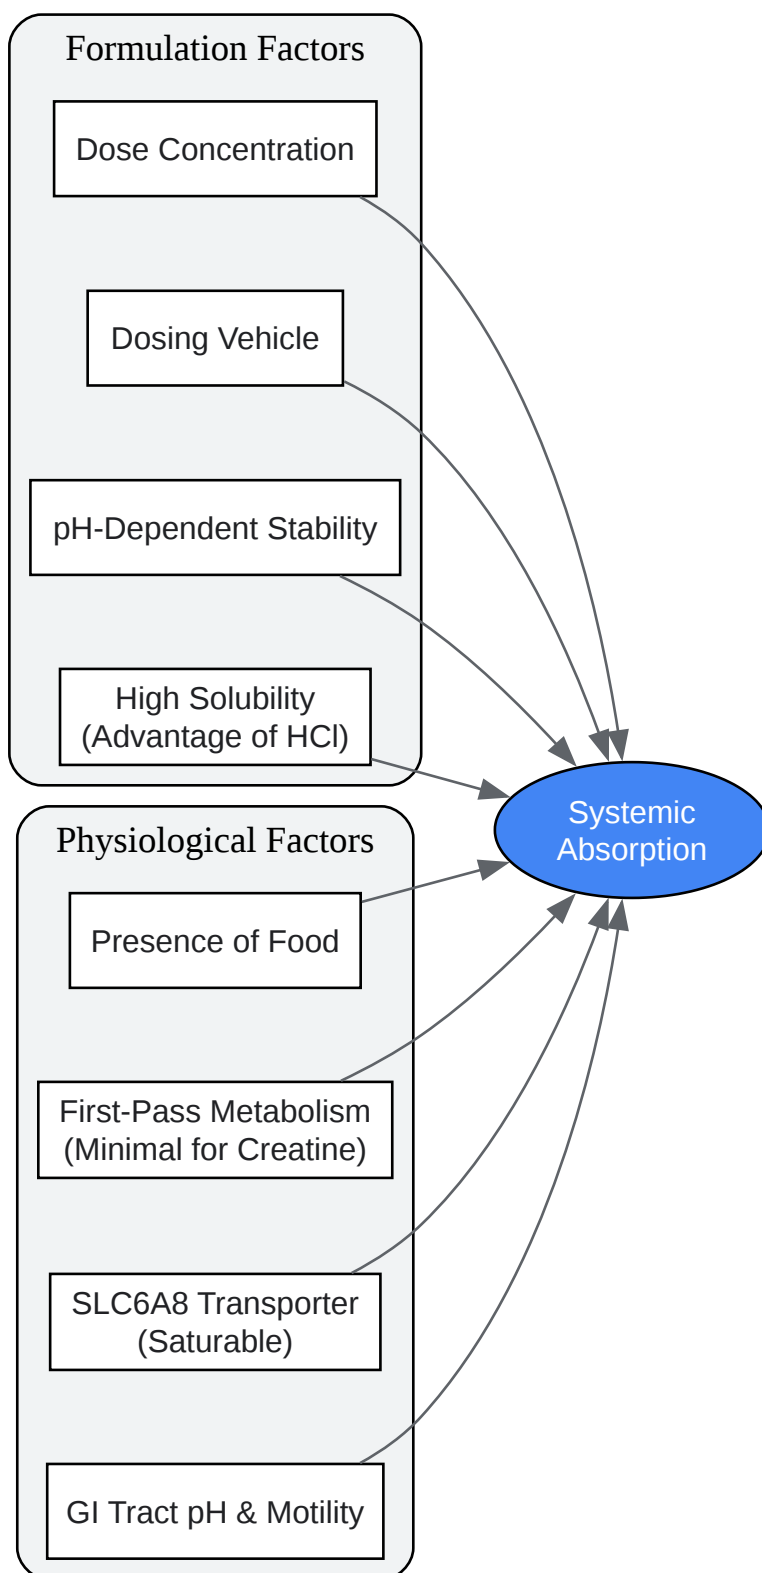 Formulation Factors
Dose Concentration
Dosing Vehicle
pH-Dependent Stability
High Solubility
(Advantage of HCl)
Systemic
Absorption
Physiological Factors
Presence of Food
First-Pass Metabolism
(Minimal for Creatine)
SLC6A8 Transporter
(Saturable)
GI Tract pH & Motility